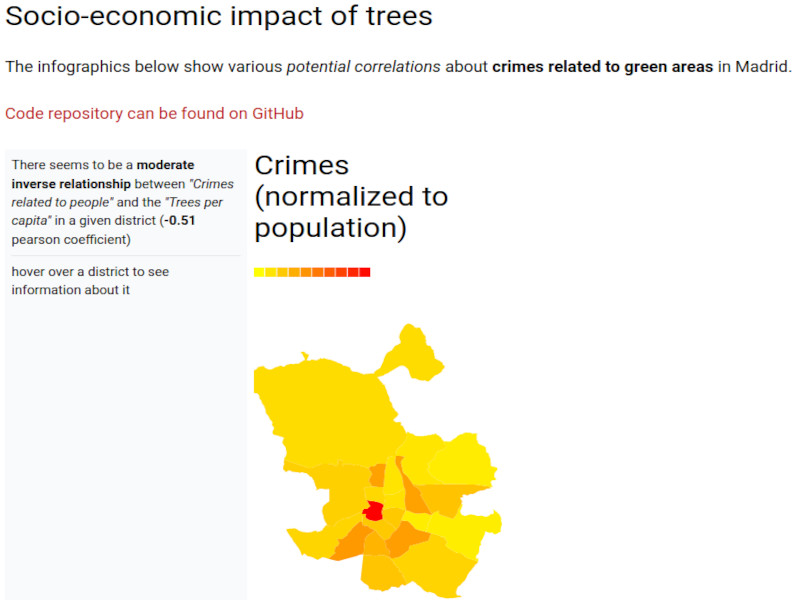 Socio-economic impact of trees
The infographics below show various potential correlations about crimes related to green areas in Madrid.
Code repository can be found on GitHub
There seems to be a moderate
inverse relationship between "Crimes
related to people" and the "Trees per
capita" in a given district (-0.51
pearson coefficient)
hover over a district to see
information about it
Crimes
(normalized to
population)